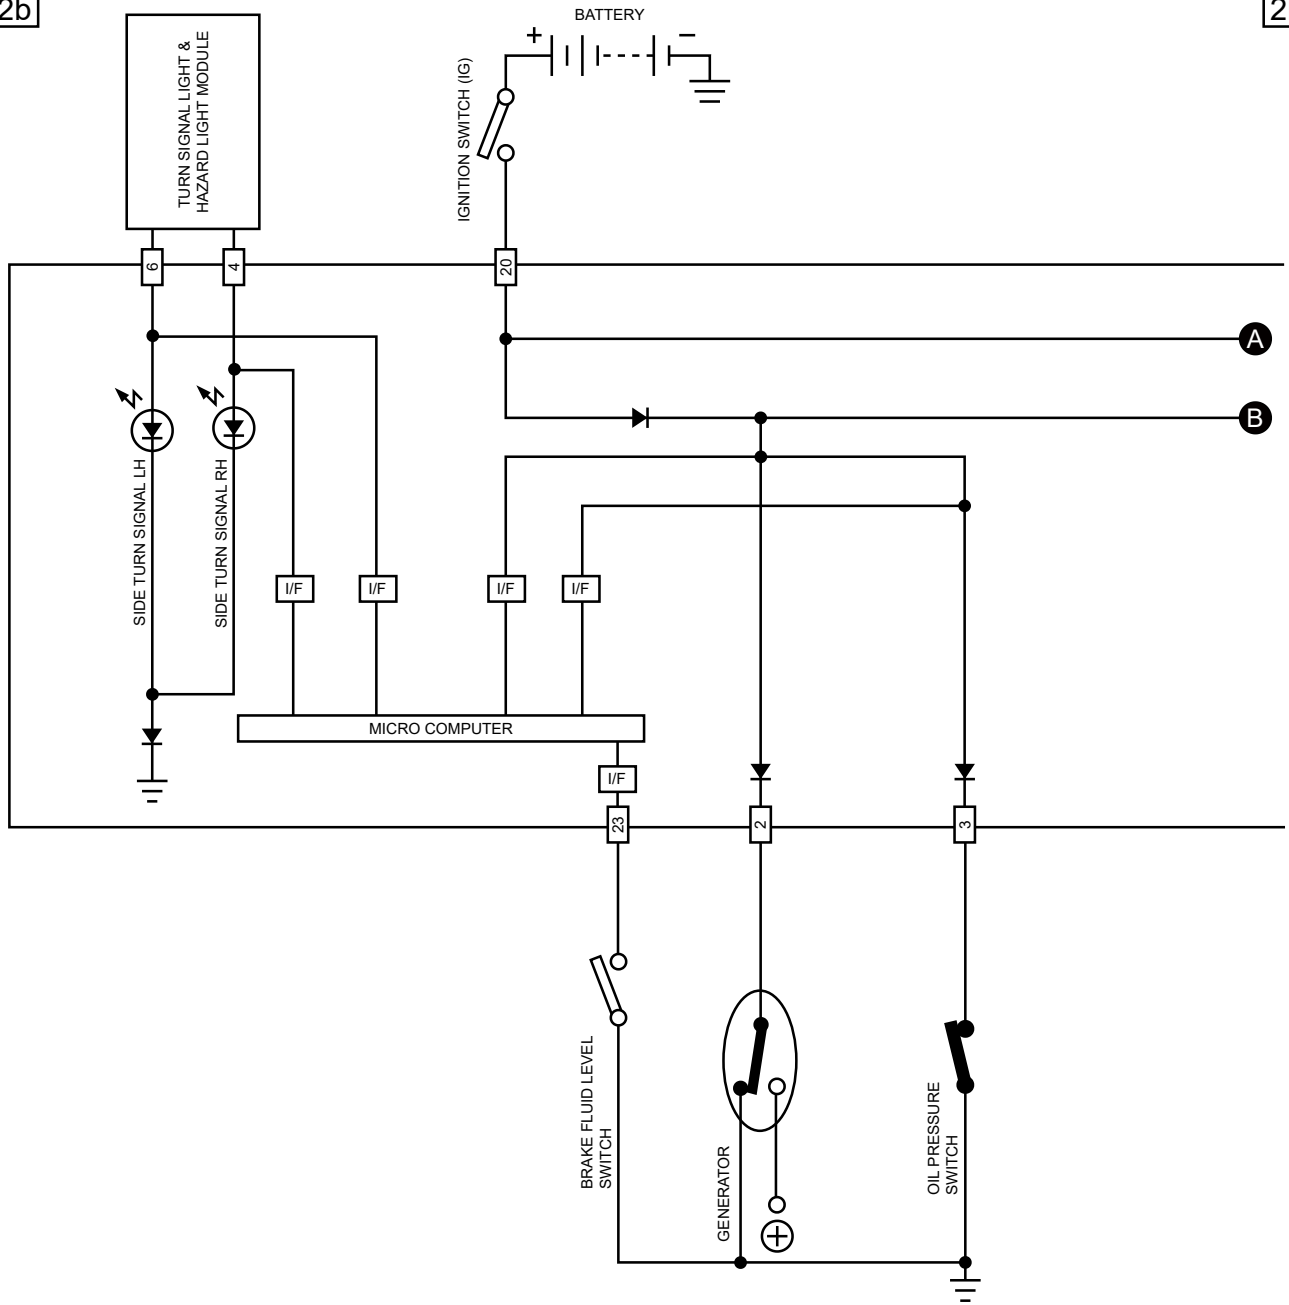 2b
2
BATTERY
+
−
TURN SIGNAL LIGHT &
HAZARD LIGHT MODULE
IGNITION SWITCH (IG)
6
4
20
A
B
SIDE TURN SIGNAL LH
SIDE TURN SIGNAL RH
I/F
I/F
I/F
I/F
MICRO COMPUTER
I/F
23
2
3
BRAKE FLUID LEVEL
SWITCH
GENERATOR
+
OIL PRESSURE
SWITCH